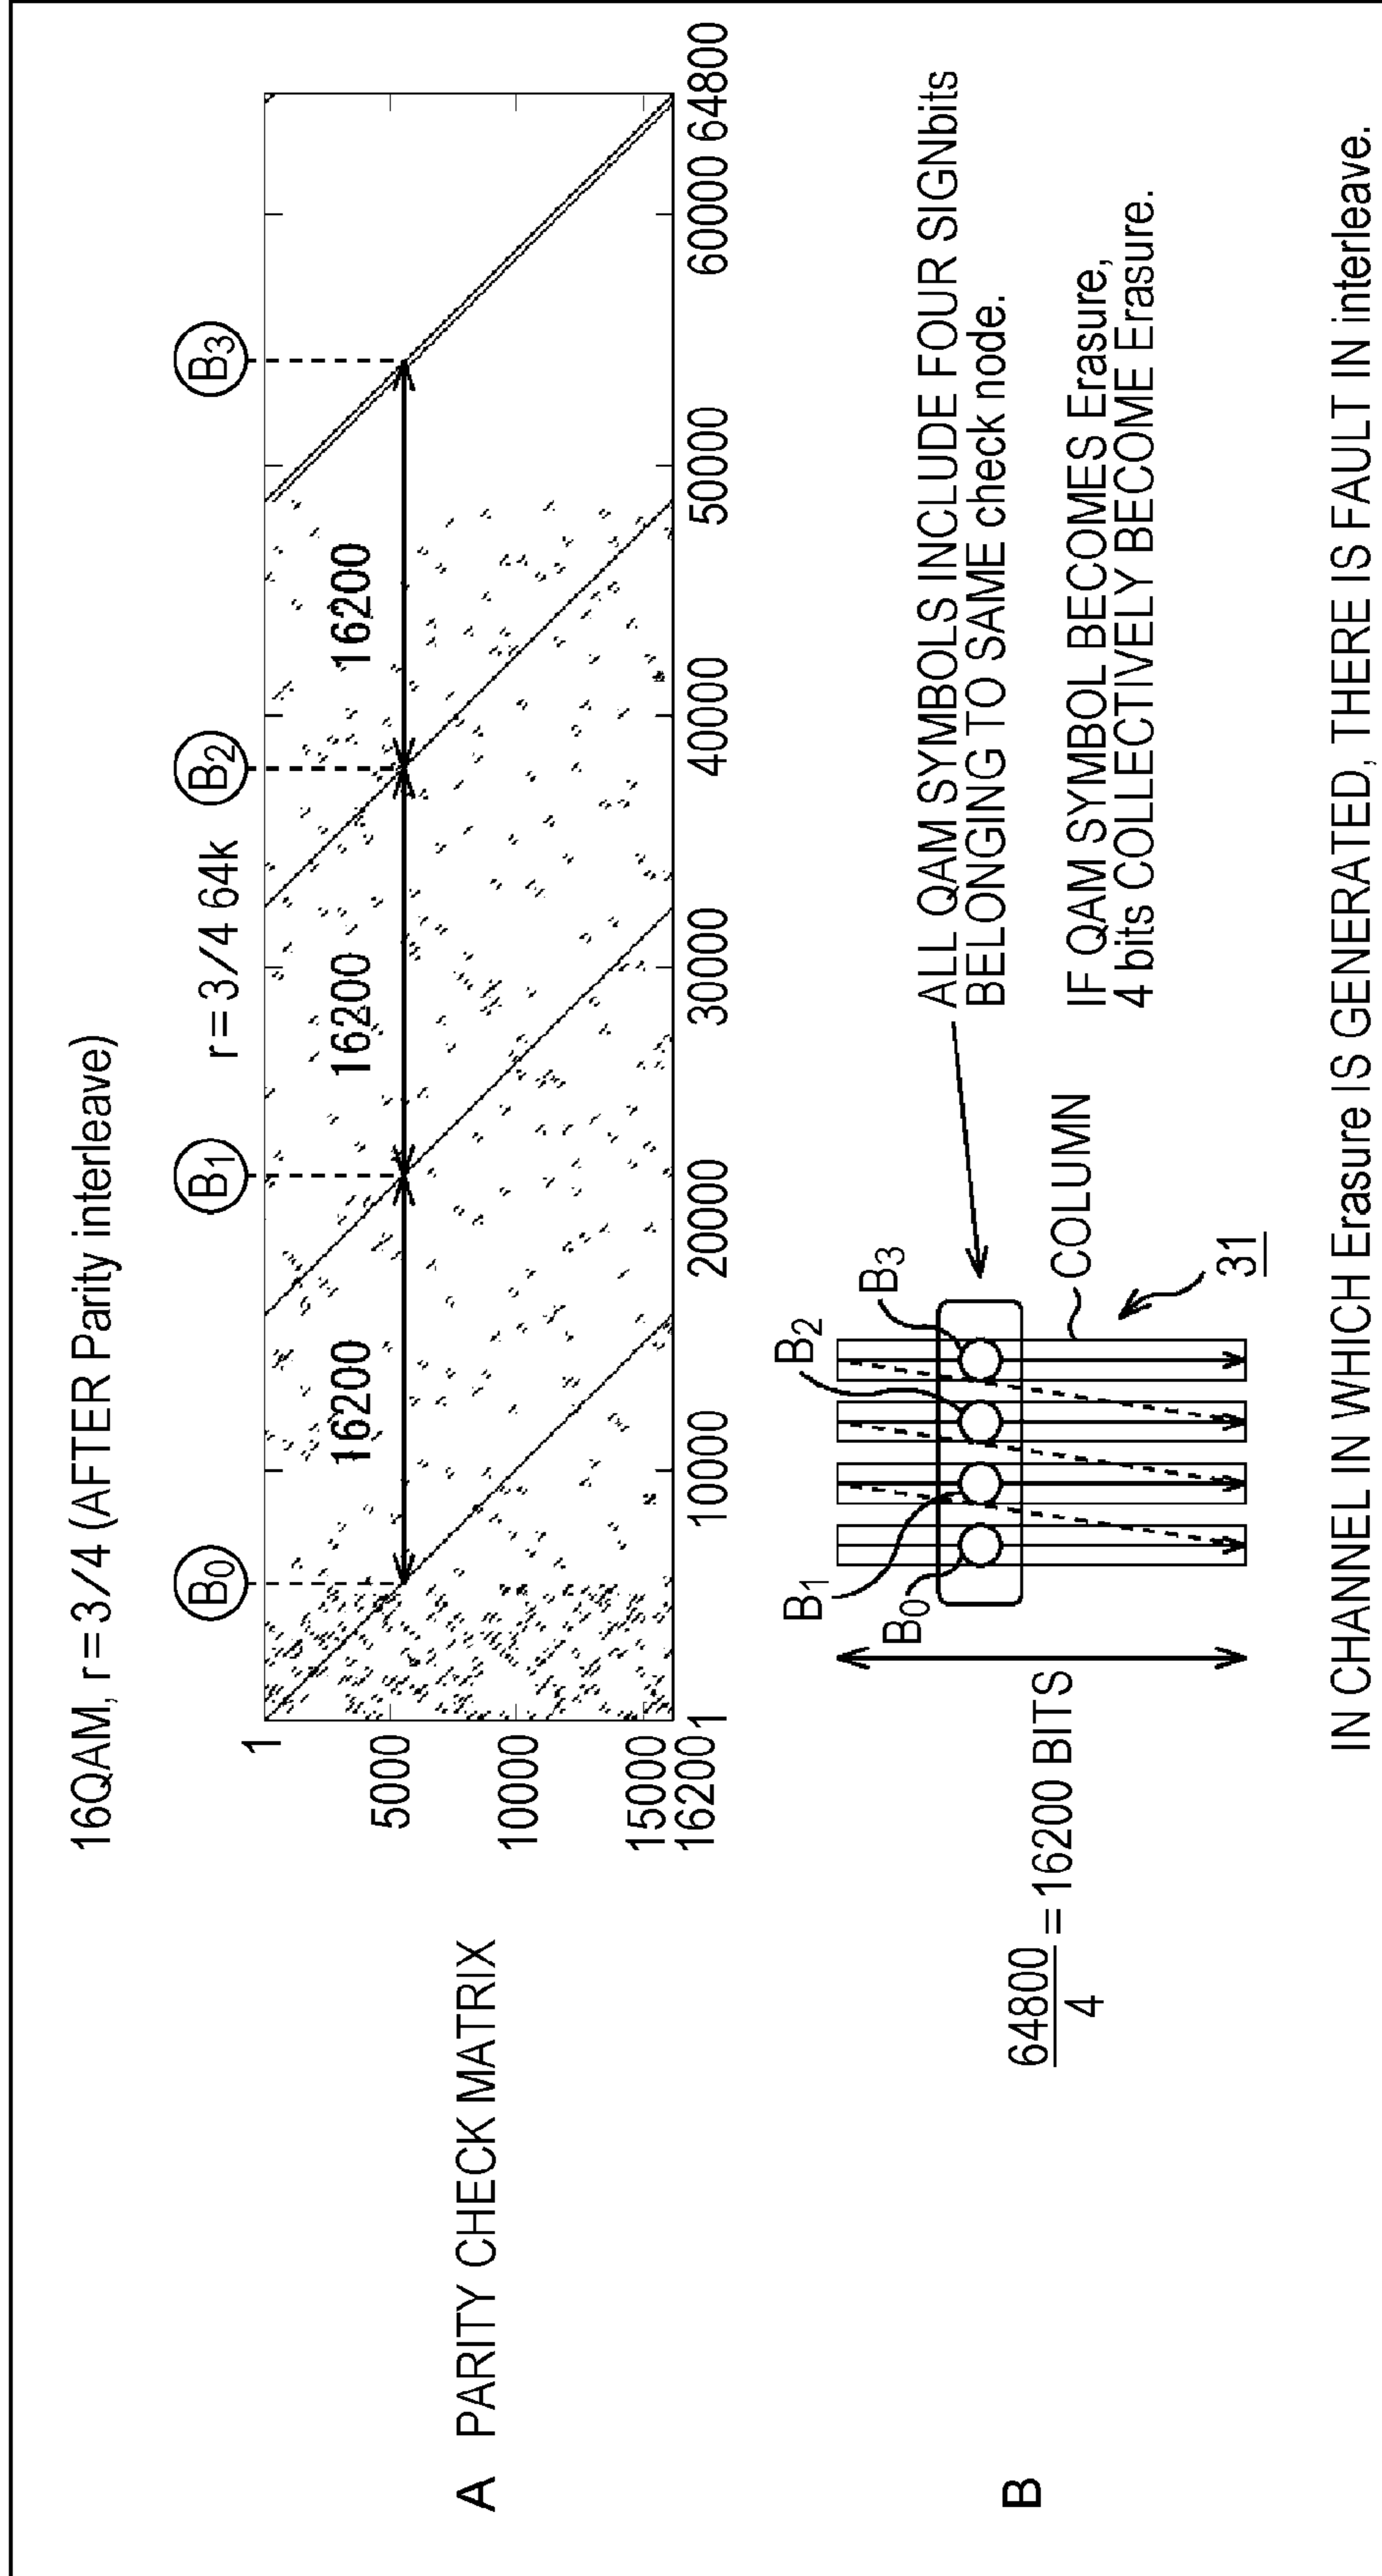 16QAM, r = 3/4 (AFTER Parity interleave)
r = 3/4 64k
B0
B1
B2
B3
16200
16200
16200
1
5000
10000
15000
16200
1
10000
20000
30000
40000
50000
60000
64800
A PARITY CHECK MATRIX
B
64800
4
= 16200 BITS
B0
B1
B2
B3
COLUMN
31
ALL QAM SYMBOLS INCLUDE FOUR SIGNbits
BELONGING TO SAME check node.
IF QAM SYMBOL BECOMES Erasure,
4 bits COLLECTIVELY BECOME Erasure.
IN CHANNEL IN WHICH Erasure IS GENERATED, THERE IS FAULT IN interleave.